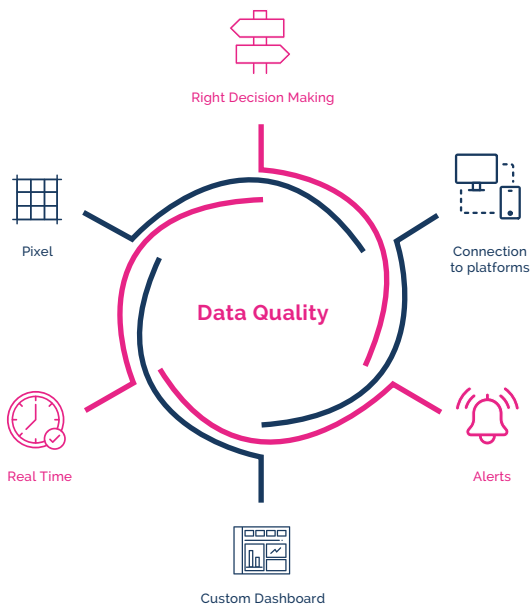 Right Decision Making
Pixel
Connection
to platforms
Data Quality
Real Time
Alerts
Custom Dashboard